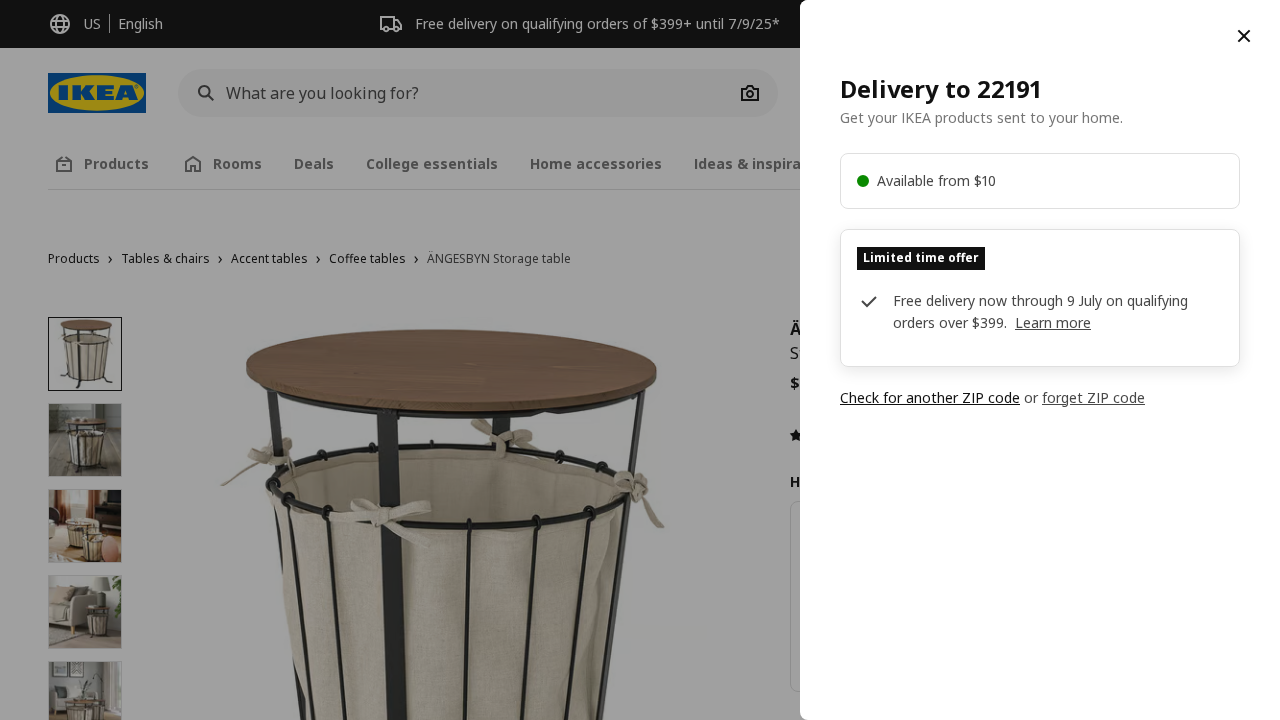 US English
Free delivery on qualifying orders of $399+ until 7/9/25*
IKEA
What are you looking for?
Products Rooms Deals College essentials Home accessories Ideas & inspira
Products › Tables & chairs › Accent tables › Coffee tables › ÄNGESBYN Storage table
Ä
S
$
H
Delivery to 22191
Get your IKEA products sent to your home.
Available from $10
Limited time offer
Free delivery now through 9 July on qualifying
orders over $399. Learn more
Check for another ZIP code or forget ZIP code